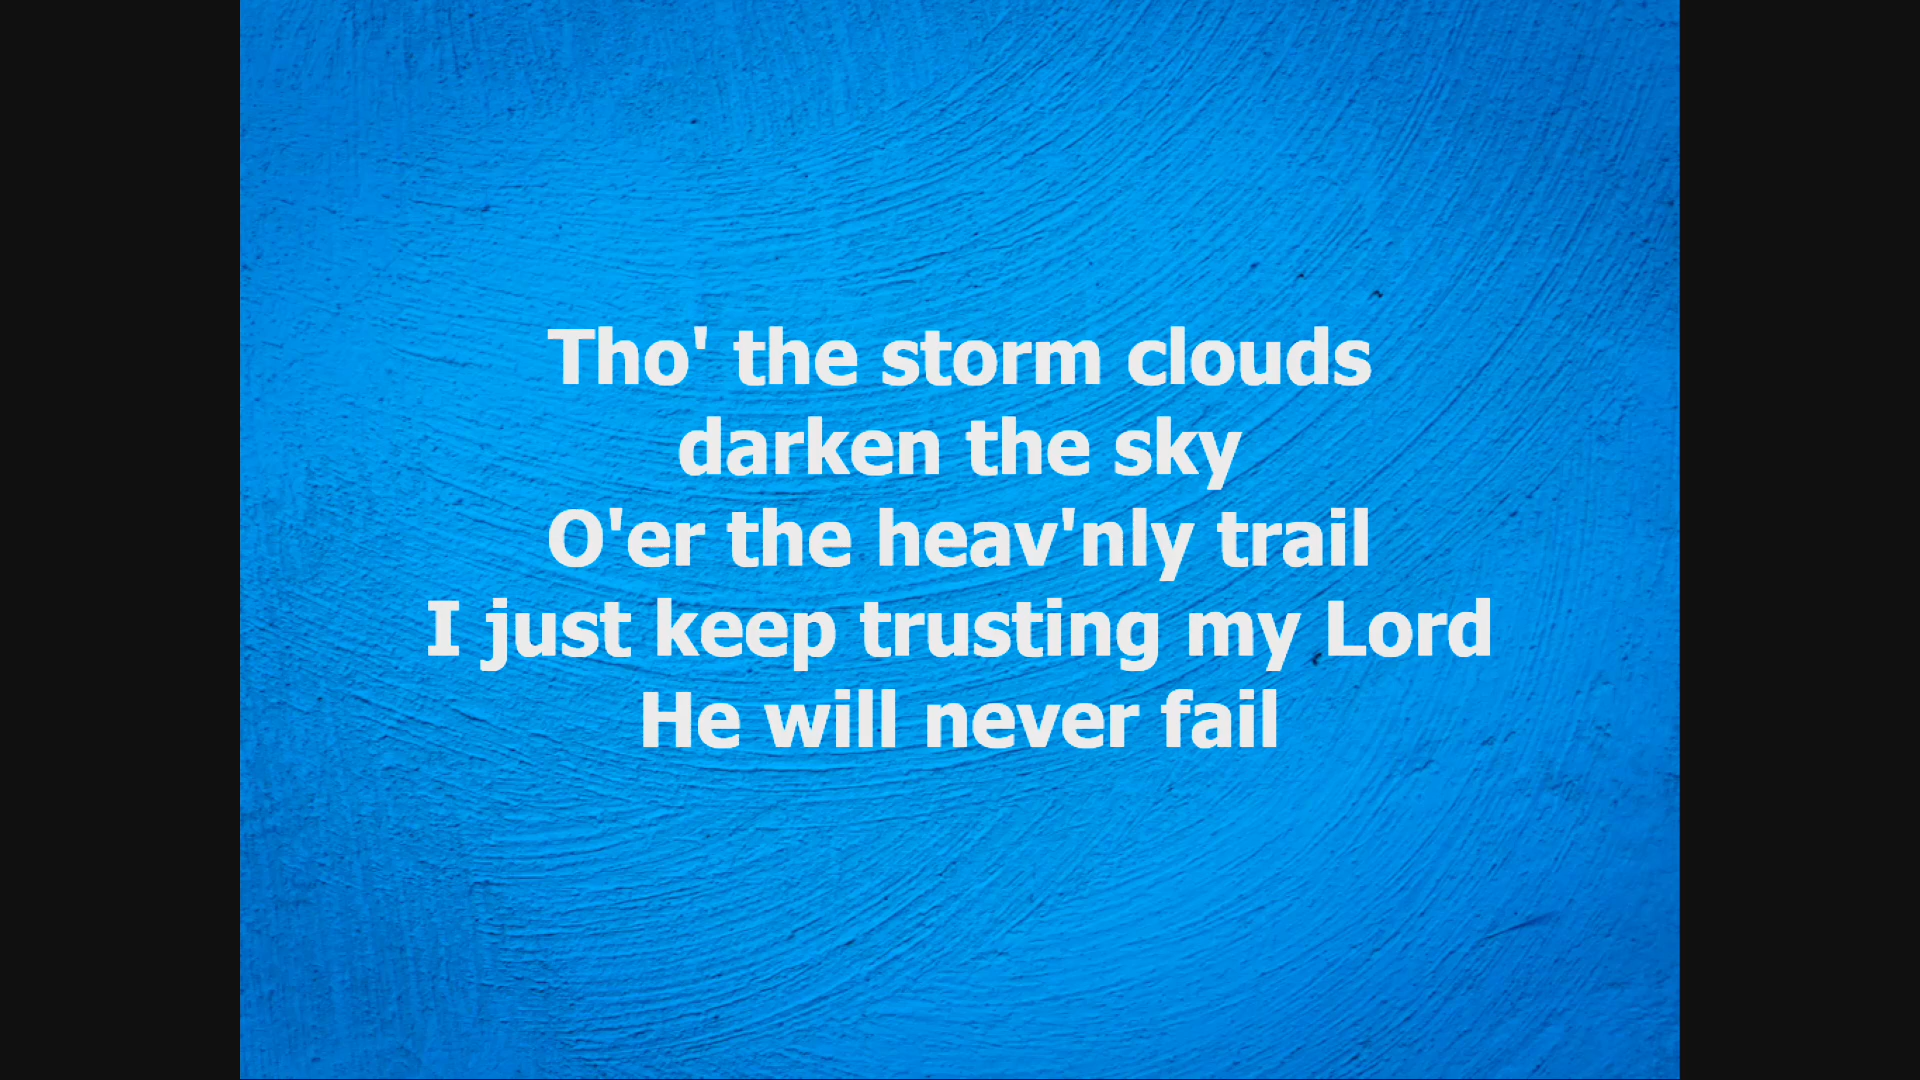 Tho' the storm clouds
darken the sky
O'er the heav'nly trail
I just keep trusting my Lord
He will never fail